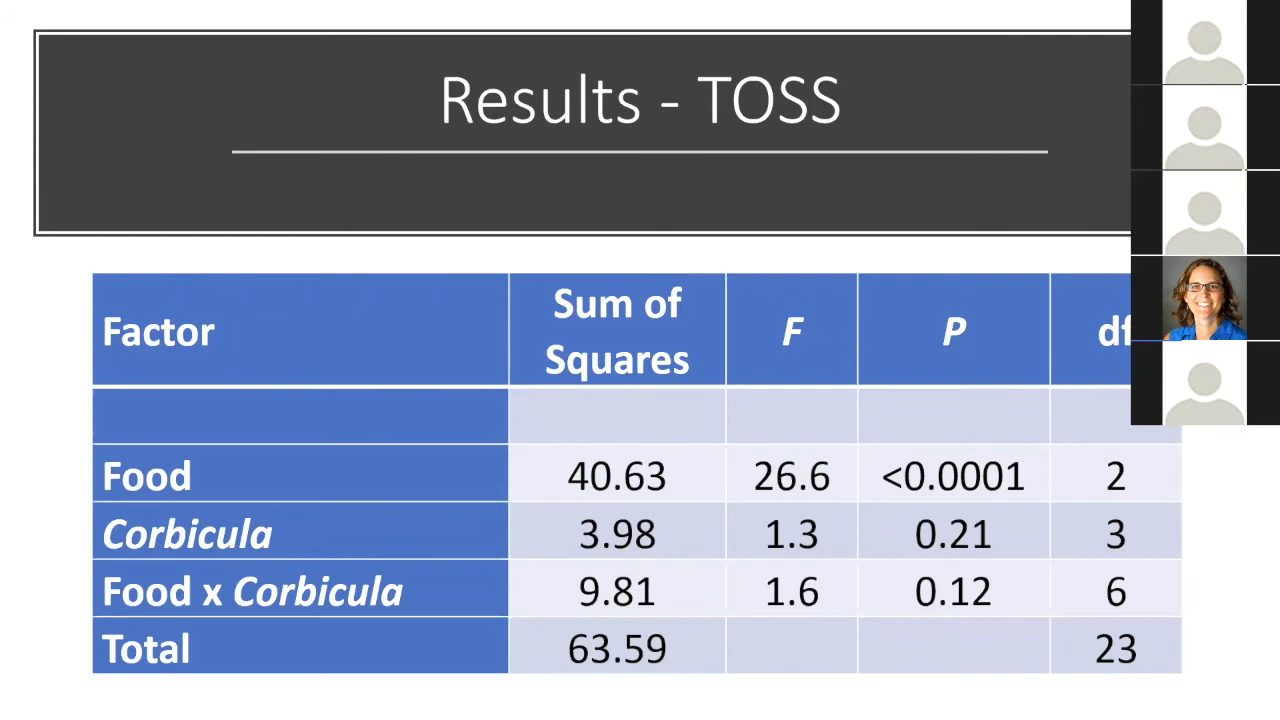 Results - TOSS
Factor Sum of Squares F P df
Food 40.63 26.6 <0.0001 2
Corbicula 3.98 1.3 0.21 3
Food x Corbicula 9.81 1.6 0.12 6
Total 63.59 23